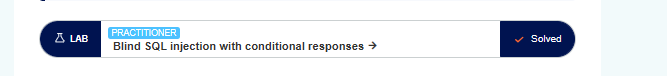 LAB
PRACTITIONER
Blind SQL injection with conditional responses →
Solved